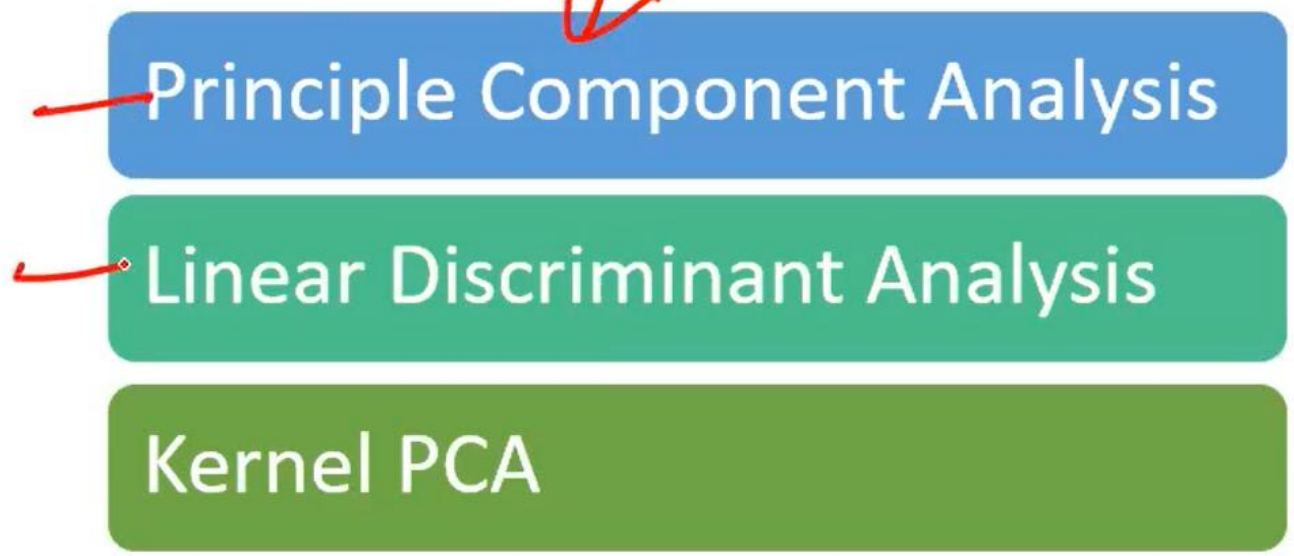 Principle Component Analysis
Linear Discriminant Analysis
Kernel PCA